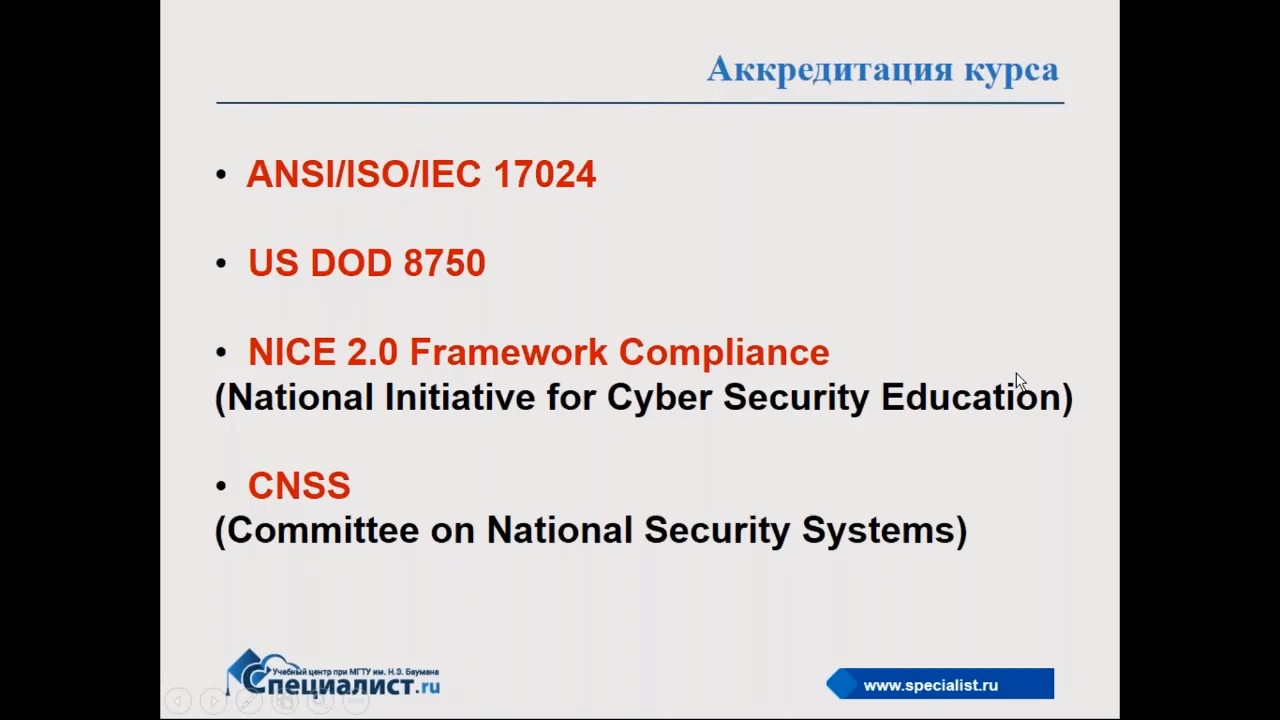 Аккредитация курса
• ANSI/ISO/IEC 17024
• US DOD 8750
• NICE 2.0 Framework Compliance
(National Initiative for Cyber Security Education)
• CNSS
(Committee on National Security Systems)
Учебный центр при МГТУ им. Н.Э. Баумана
Специалист.ru
www.specialist.ru